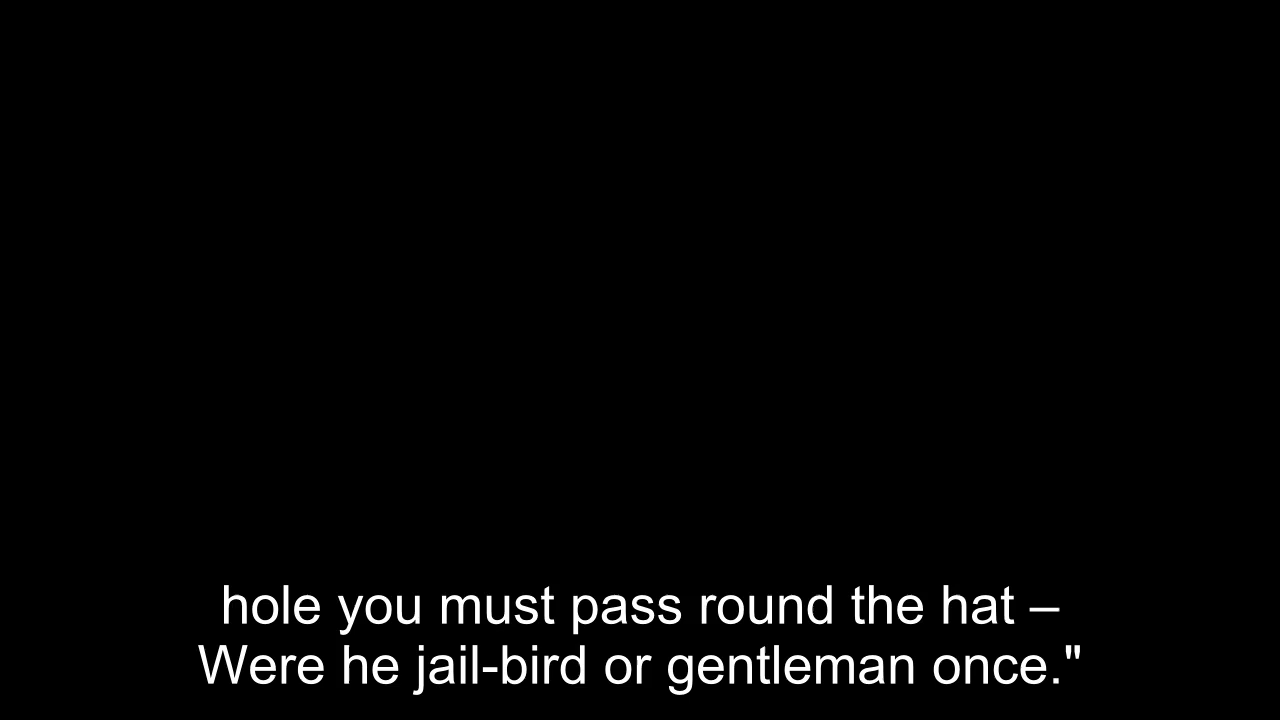 hole you must pass round the hat –
Were he jail-bird or gentleman once."